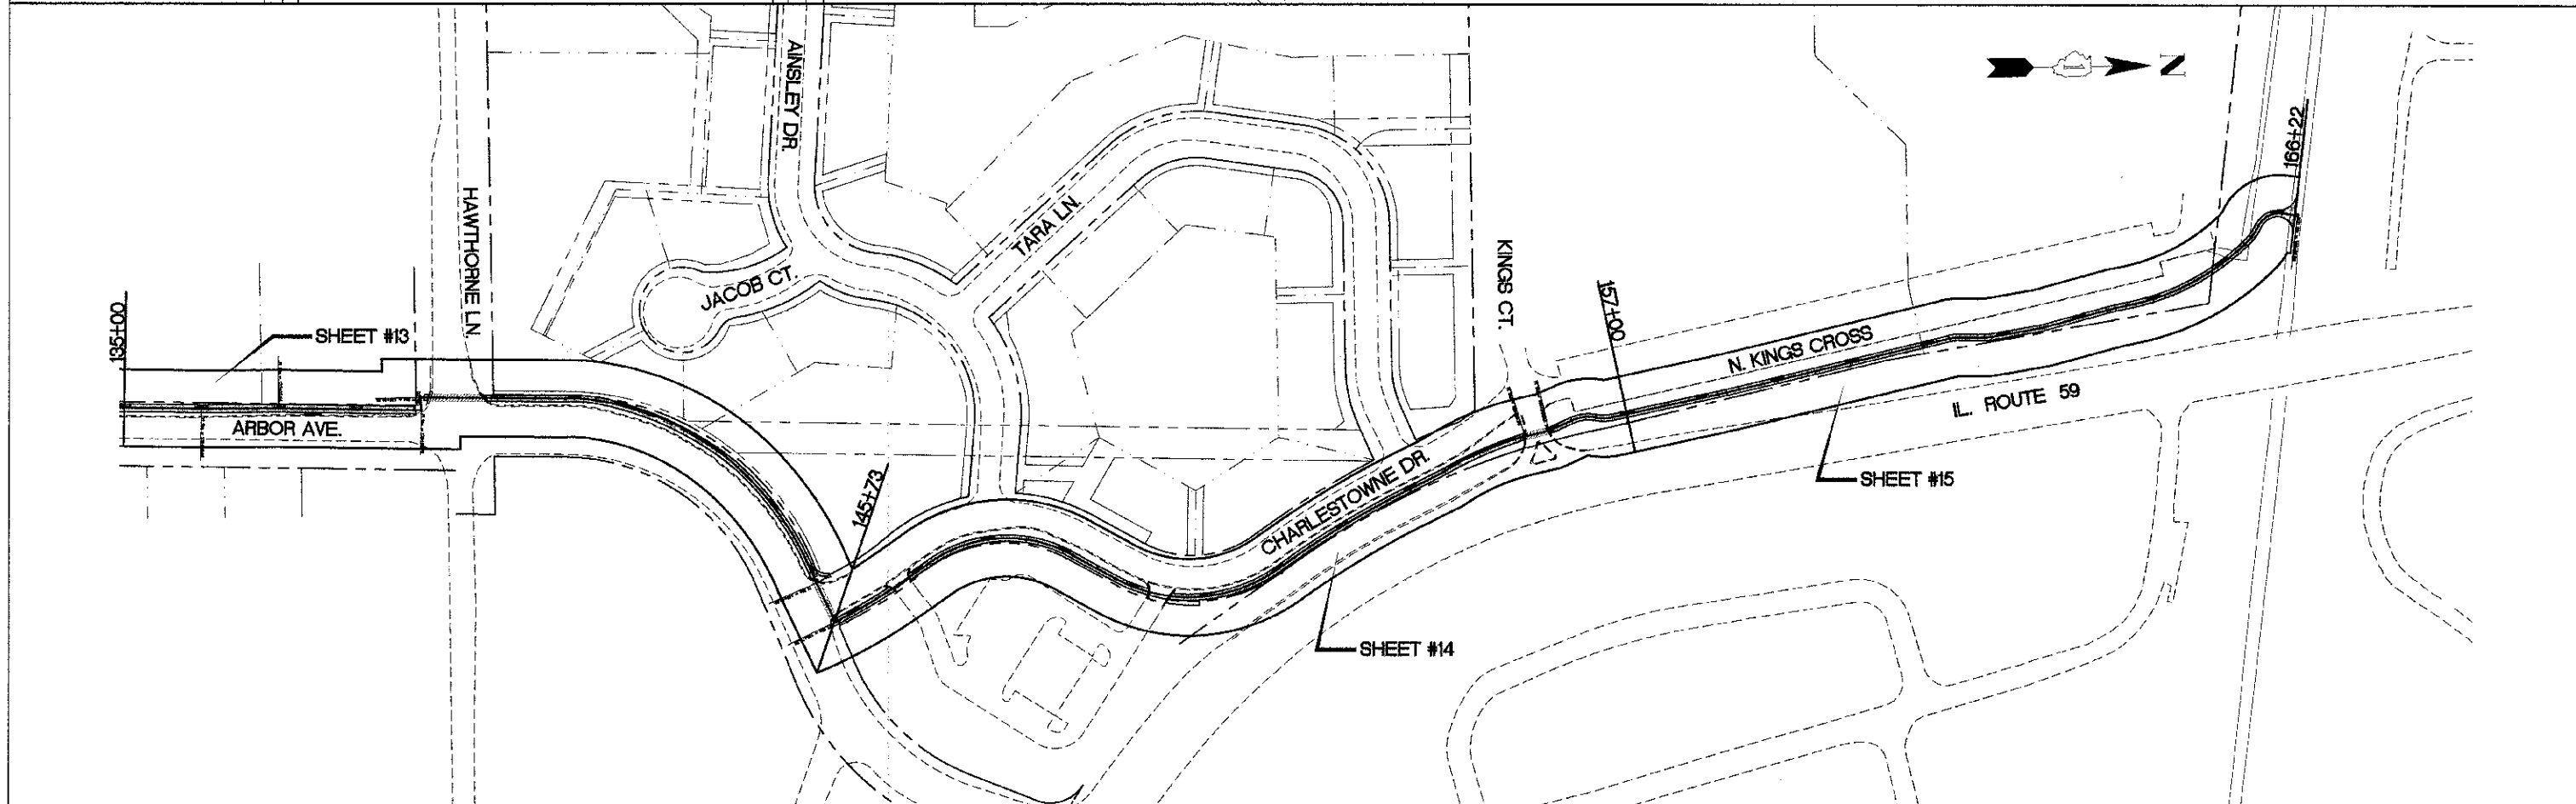 AINSLEY DR.
N
166+22
HAWTHORNE LN.
TARA LN.
JACOB CT.
KINGS CT.
135+00
SHEET #13
157+00
N. KINGS CROSS
ARBOR AVE.
IL. ROUTE 59
145+73
CHARLESTOWNE DR.
SHEET #15
SHEET #14